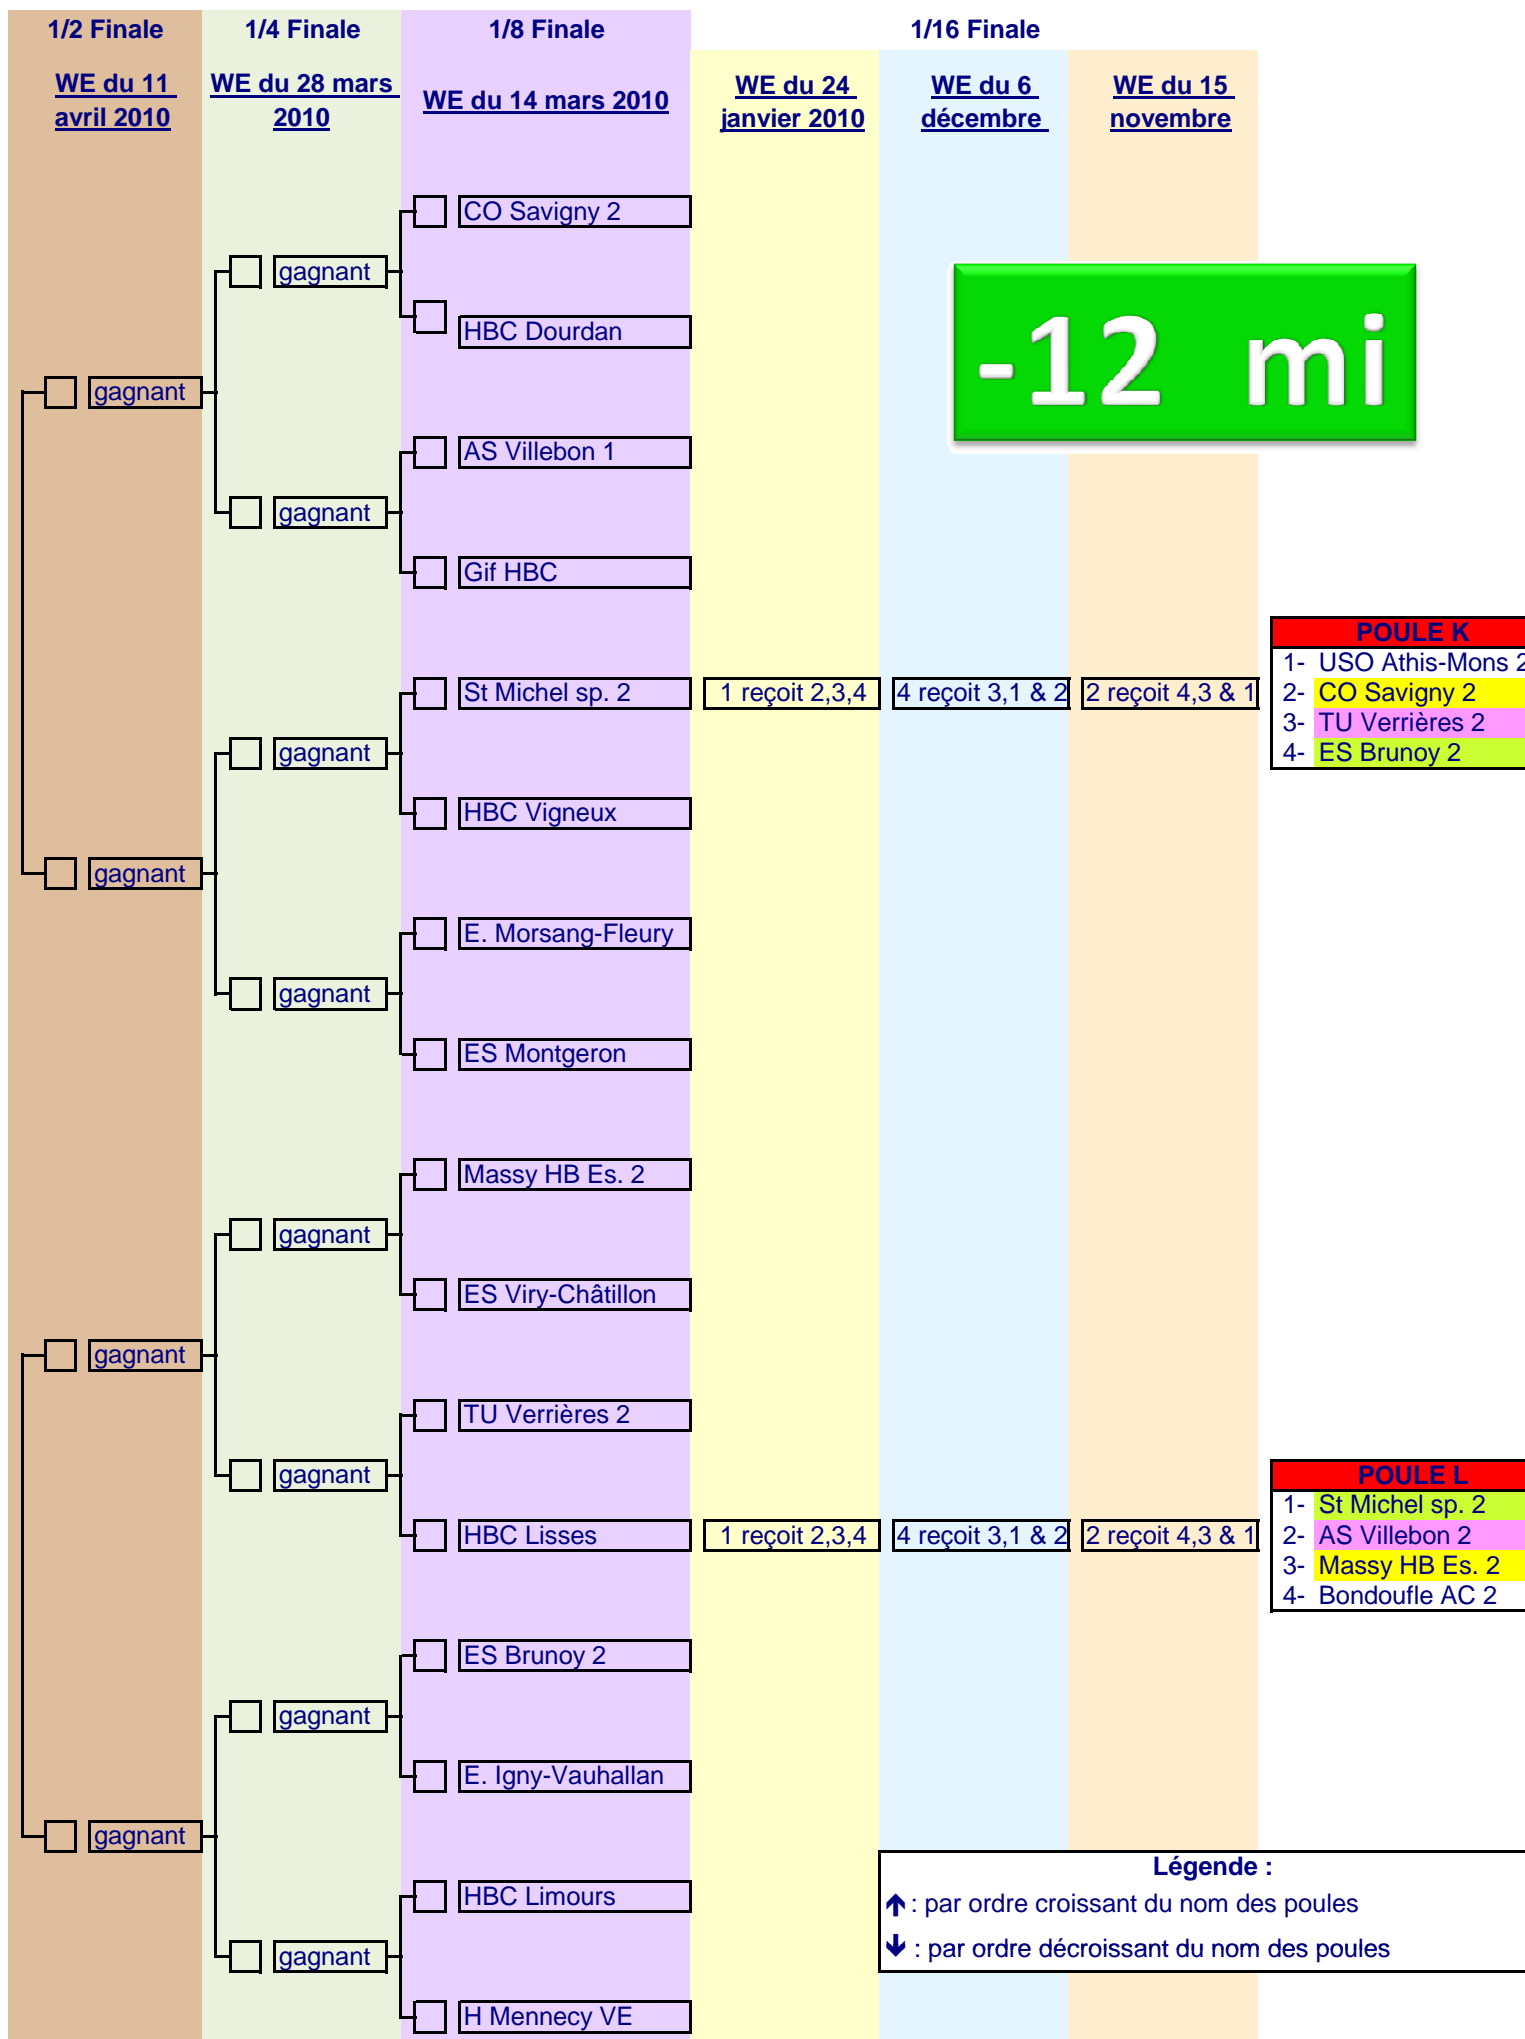 1/2 Finale
1/4 Finale
1/8 Finale
1/16 Finale
WE du 11
avril 2010
WE du 28 mars
2010
WE du 14 mars 2010
WE du 24
janvier 2010
WE du 6
décembre
WE du 15
novembre
CO Savigny 2
gagnant
HBC Dourdan
-12 mi
gagnant
AS Villebon 1
gagnant
Gif HBC
POULE K
1- USO Athis-Mons 2
St Michel sp. 2
1 reçoit 2,3,4
4 reçoit 3,1 & 2
2 reçoit 4,3 & 1
2- CO Savigny 2
3- TU Verrières 2
gagnant
4- ES Brunoy 2
HBC Vigneux
gagnant
E. Morsang-Fleury
gagnant
ES Montgeron
Massy HB Es. 2
gagnant
ES Viry-Châtillon
gagnant
TU Verrières 2
gagnant
POULE L
1- St Michel sp. 2
HBC Lisses
1 reçoit 2,3,4
4 reçoit 3,1 & 2
2 reçoit 4,3 & 1
2- AS Villebon 2
3- Massy HB Es. 2
4- Bondoufle AC 2
ES Brunoy 2
gagnant
E. Igny-Vauhallan
gagnant
HBC Limours
gagnant
H Mennecy VE
Légende :
↑ : par ordre croissant du nom des poules
↓ : par ordre décroissant du nom des poules